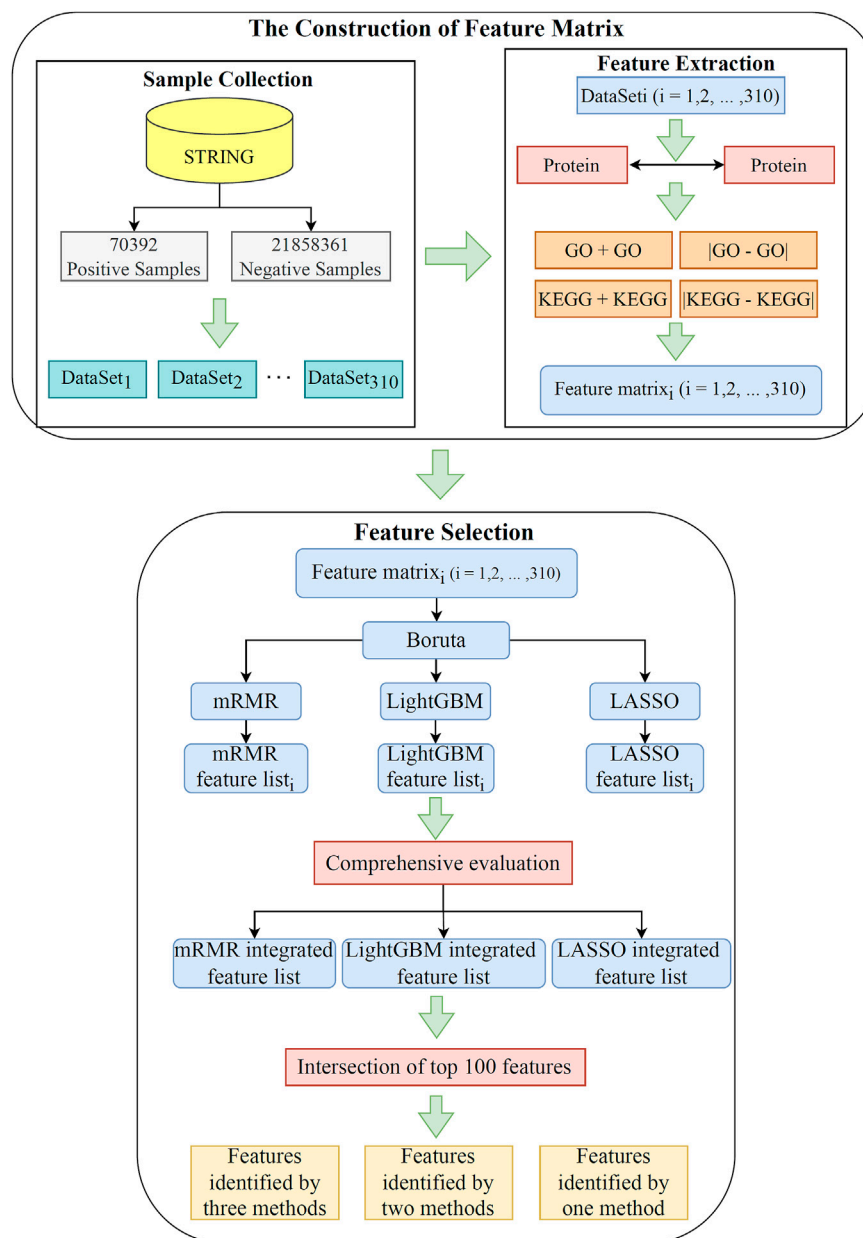 The Construction of Feature Matrix
Sample Collection
STRING
70392
Positive Samples
21858361
Negative Samples
DataSet1
DataSet2
...
DataSet310
Feature Extraction
DataSeti (i = 1,2, ... ,310)
Protein
Protein
GO + GO
|GO - GO|
KEGG + KEGG
|KEGG - KEGG|
Feature matrixi (i = 1,2, ... ,310)
Feature Selection
Feature matrixi (i = 1,2, ... ,310)
Boruta
mRMR
LightGBM
LASSO
mRMR
feature listi
LightGBM
feature listi
LASSO
feature listi
Comprehensive evaluation
mRMR integrated
feature list
LightGBM integrated
feature list
LASSO integrated
feature list
Intersection of top 100 features
Features
identified by
three methods
Features
identified by
two methods
Features
identified by
one method